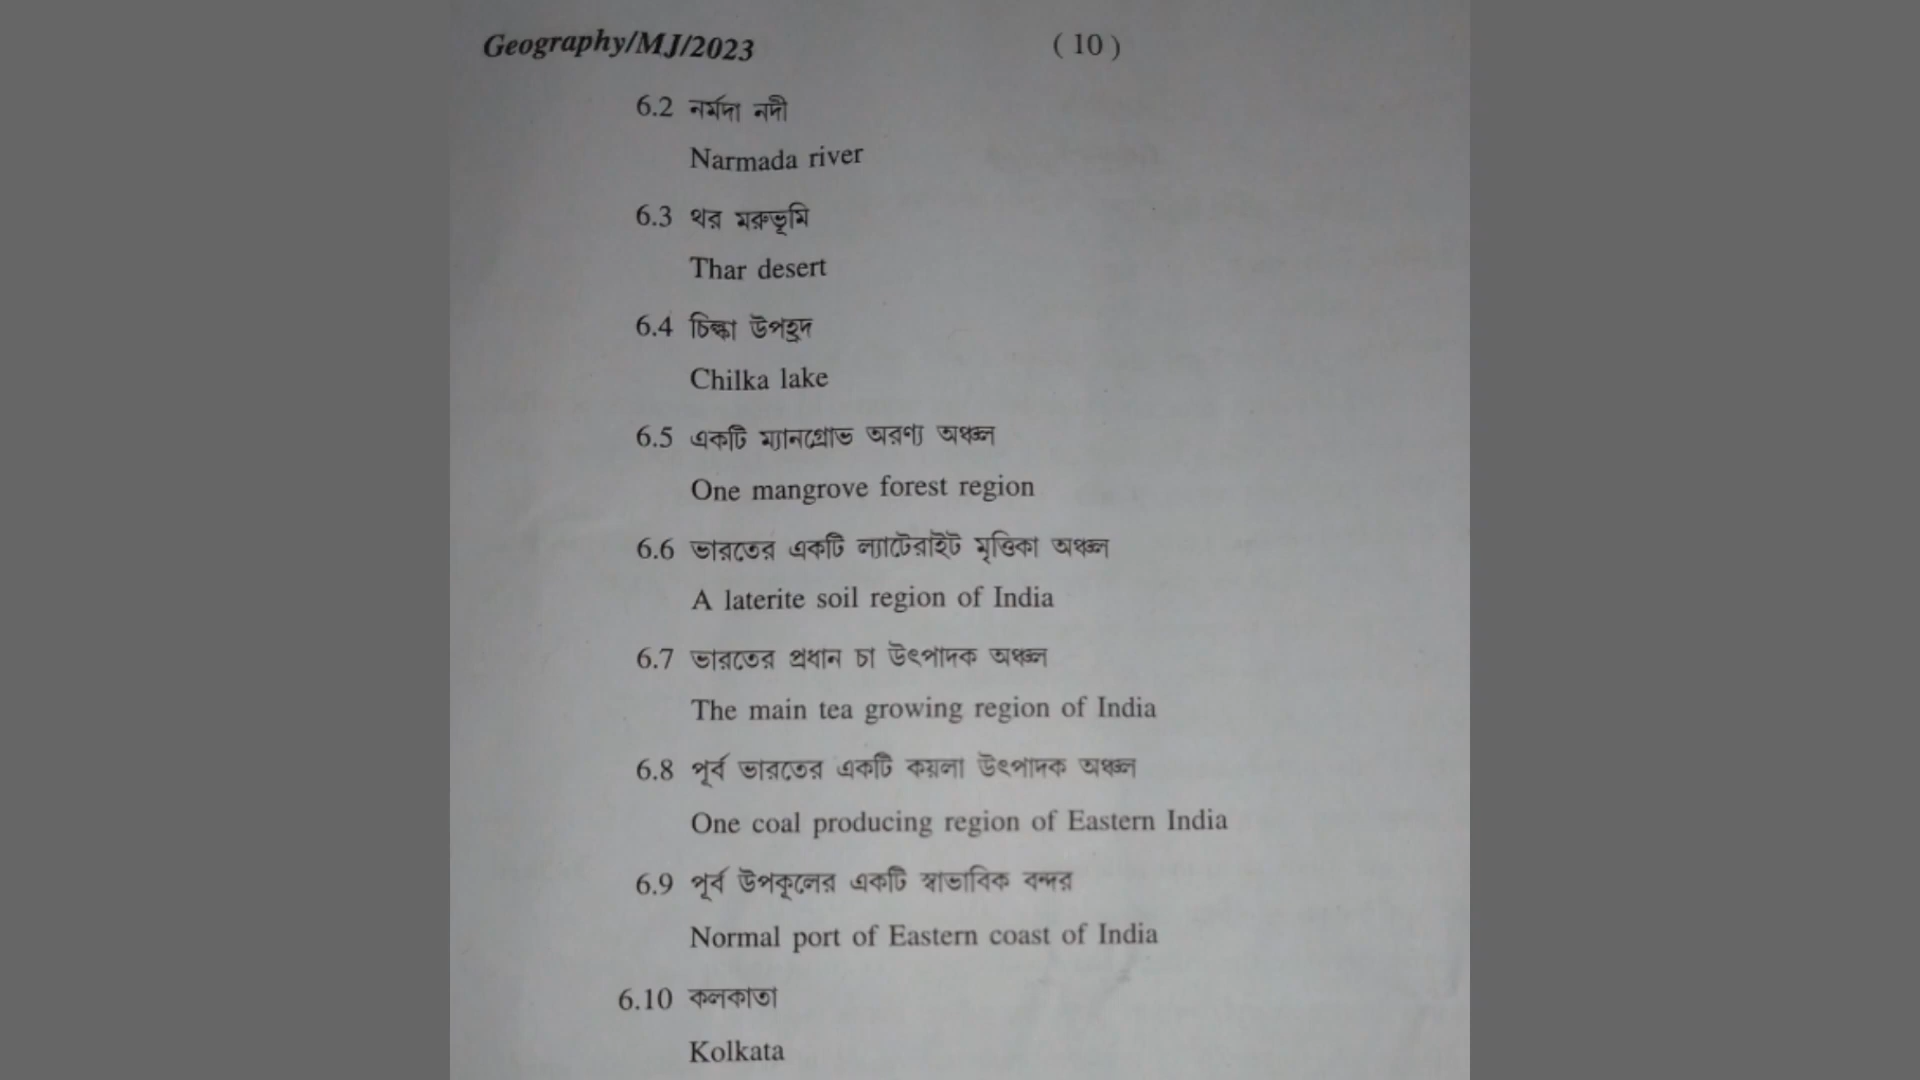 Geography/MJ/2023 ( 10 )
6.2 নর্মদা নদী
Narmada river
6.3 থর মরুভূমি
Thar desert
6.4 চিল্কা উপহ্রদ
Chilka lake
6.5 একটি ম্যানগ্রোভ অরণ্য অঞ্চল
One mangrove forest region
6.6 ভারতের একটি ল্যাটেরাইট মৃত্তিকা অঞ্চল
A laterite soil region of India
6.7 ভারতের প্রধান চা উৎপাদক অঞ্চল
The main tea growing region of India
6.8 পূর্ব ভারতের একটি কয়লা উৎপাদক অঞ্চল
One coal producing region of Eastern India
6.9 পূর্ব উপকূলের একটি স্বাভাবিক বন্দর
Normal port of Eastern coast of India
6.10 কলকাতা
Kolkata